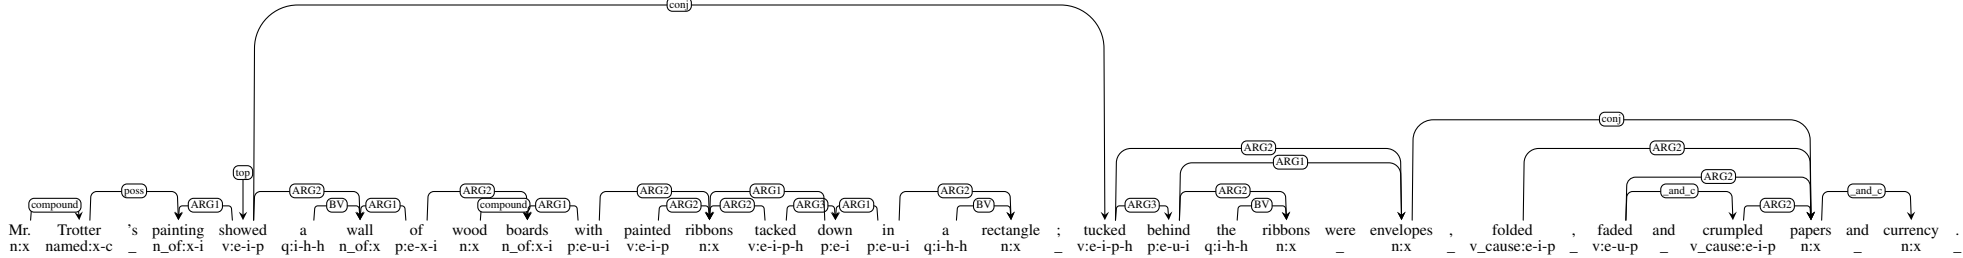 conj
conj
ARG2 ARG2
ARG1
top ARG2
poss ARG2 ARG2 ARG2 ARG1 ARG2 ARG2 _and_c _and_c
compound ARG1 BV ARG1 compound ARG1 ARG2 ARG2 ARG3 ARG1 BV ARG3 BV ARG2
Mr. Trotter 's painting showed a wall of wood boards with painted ribbons tacked down in a rectangle ; tucked behind the ribbons were envelopes , folded , faded and crumpled papers and currency .
n:x named:x-c _ n_of:x-i v:e-i-p q:i-h-h n_of:x p:e-x-i n:x n_of:x-i p:e-u-i v:e-i-p n:x v:e-i-p-h p:e-i p:e-u-i q:i-h-h n:x _ v:e-i-p-h p:e-u-i q:i-h-h n:x _ n:x _ v_cause:e-i-p _ v:e-u-p _ v_cause:e-i-p n:x _ n:x _